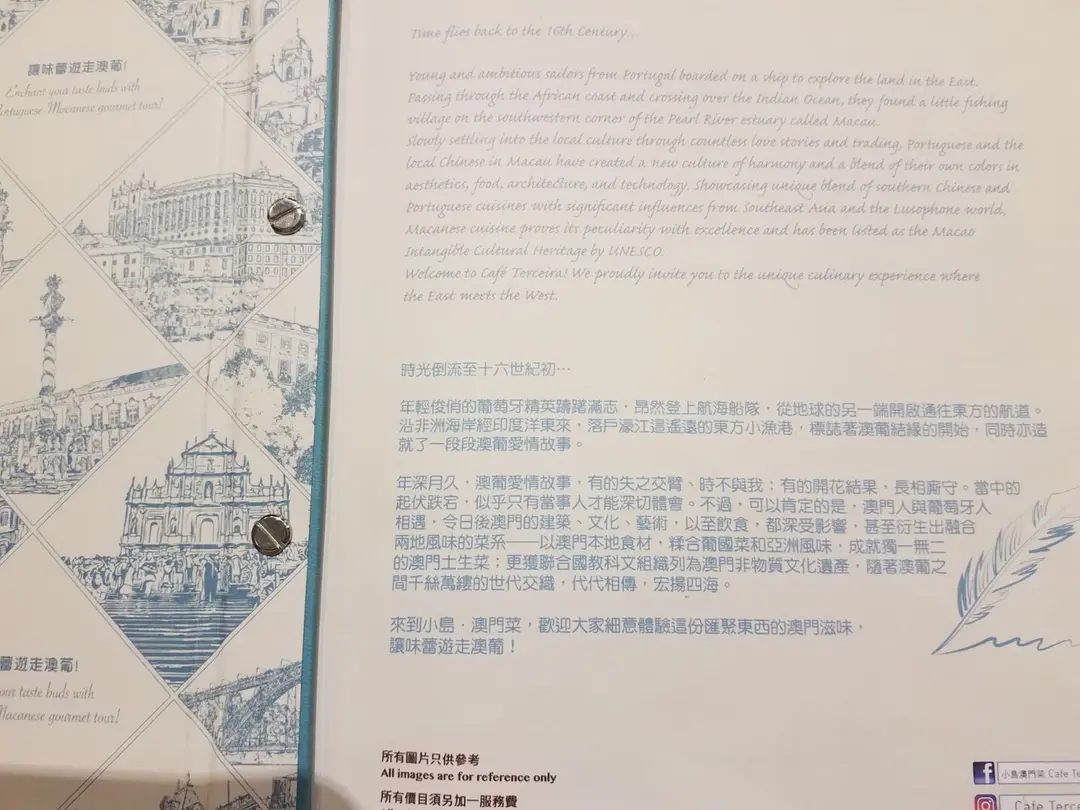 讓味蕾遊走澳葡!
Enchant your taste buds with
Portuguese Macanese gourmet tour!
蕾遊走澳葡!
your taste buds with
Macanese gourmet tour!
Time flies back to the 16th Century...
Young and ambitious sailors from Portugal boarded on a ship to explore the land in the East.
Passing through the African coast and crossing over the Indian Ocean, they found a little fishing
village on the southwestern corner of the Pearl River estuary called Macau.
Slowly settling into the local culture through countless love stories and trading, Portuguese and the
local Chinese in Macau have created a new culture of harmony and a blend of their own colors in
aesthetics, food, architecture, and technology. Showcasing unique blend of southern Chinese and
Portuguese cuisines with significant influences from Southeast Asia and the Lusophone world,
Macanese cuisine proves its peculiarity with excellence and has been listed as the Macao
Intangible Cultural Heritage by UNESCO.
Welcome to Café Terceira! We proudly invite you to the unique culinary experience where
the East meets the West.
時光倒流至十六世紀初…
年輕俊俏的葡萄牙精英躊躇滿志，昂然登上航海船隊，從地球的另一端開啟通往東方的航道。
沿非洲海岸經印度洋東來，落戶濠江這遙遠的東方小漁港，標誌著澳葡結緣的開始，同時亦造
就了一段段澳葡愛情故事。
年深月久，澳葡愛情故事，有的失之交臂、時不與我；有的開花結果，長相廝守。當中的
起伏跌宕，似乎只有當事人才能深切體會。不過，可以肯定的是，澳門人與葡萄牙人
相遇，令日後澳門的建築、文化、藝術，以至飲食，都深受影響，甚至衍生出融合
兩地風味的菜系——以澳門本地食材，糅合葡國菜和亞洲風味，成就獨一無二
的澳門土生菜；更獲聯合國教科文組織列為澳門非物質文化遺產，隨著澳葡之
間千絲萬縷的世代交織，代代相傳，宏揚四海。
來到小島．澳門菜，歡迎大家細意體驗這份匯聚東西的澳門滋味，
讓味蕾遊走澳葡！
所有圖片只供參考
All images are for reference only
所有價目須另加一服務費
小島澳門菜 Cafe Te
Cafe Terc